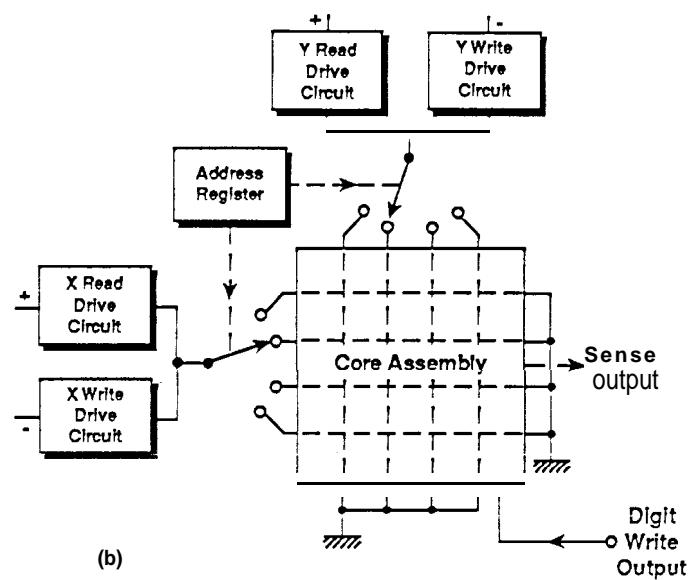 +
-
Y Read
Drive
Circuit
Y Write
Drive
Circuit
Address
Register
+
X Read
Drive
Circuit
Core Assembly
Sense
output
X Write
Drive
Circuit
-
Digit
Write
Output
(b)